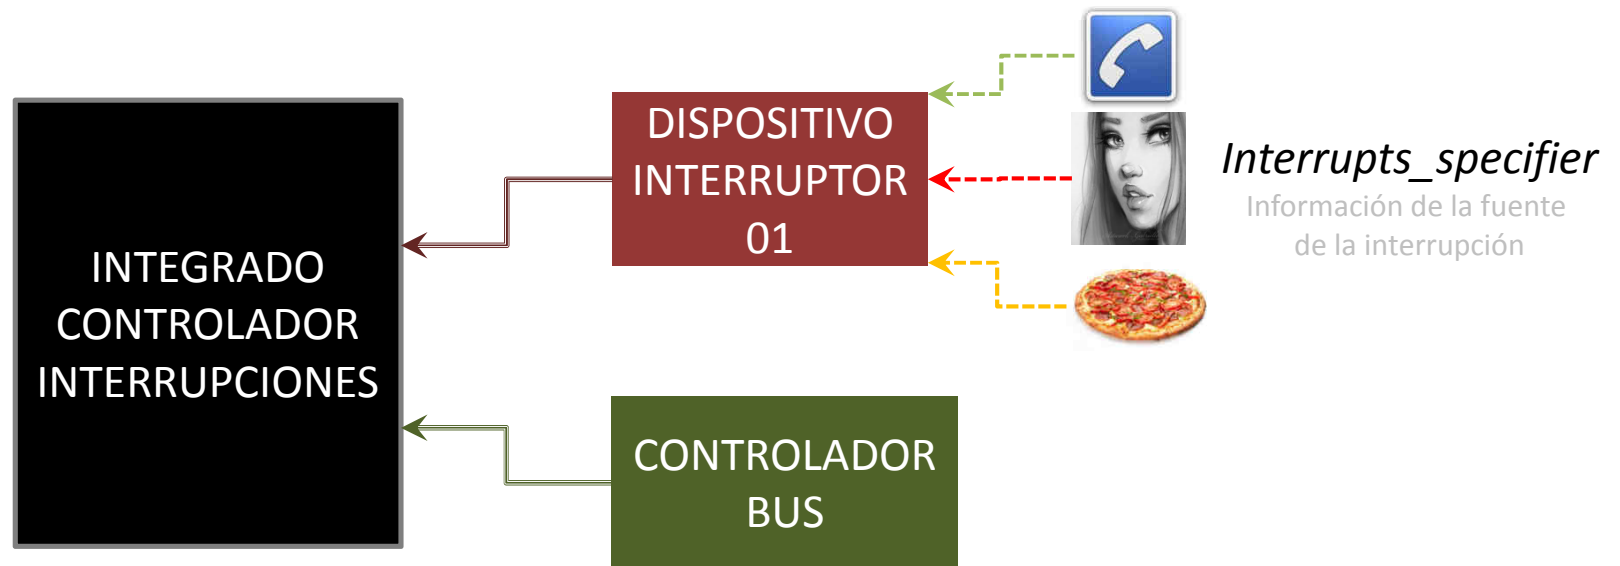 INTEGRADO
CONTROLADOR
INTERRUPCIONES
DISPOSITIVO
INTERRUPTOR
01
CONTROLADOR
BUS
Interrupts_specifier
Información de la fuente
de la interrupción